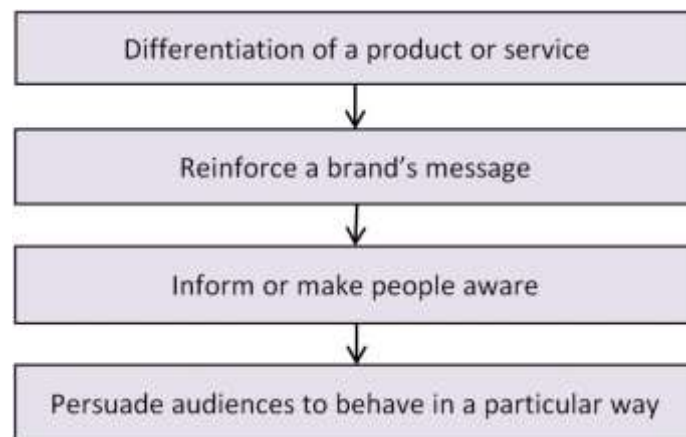 Differentiation of a product or service
Reinforce a brand’s message
Inform or make people aware
Persuade audiences to behave in a particular way